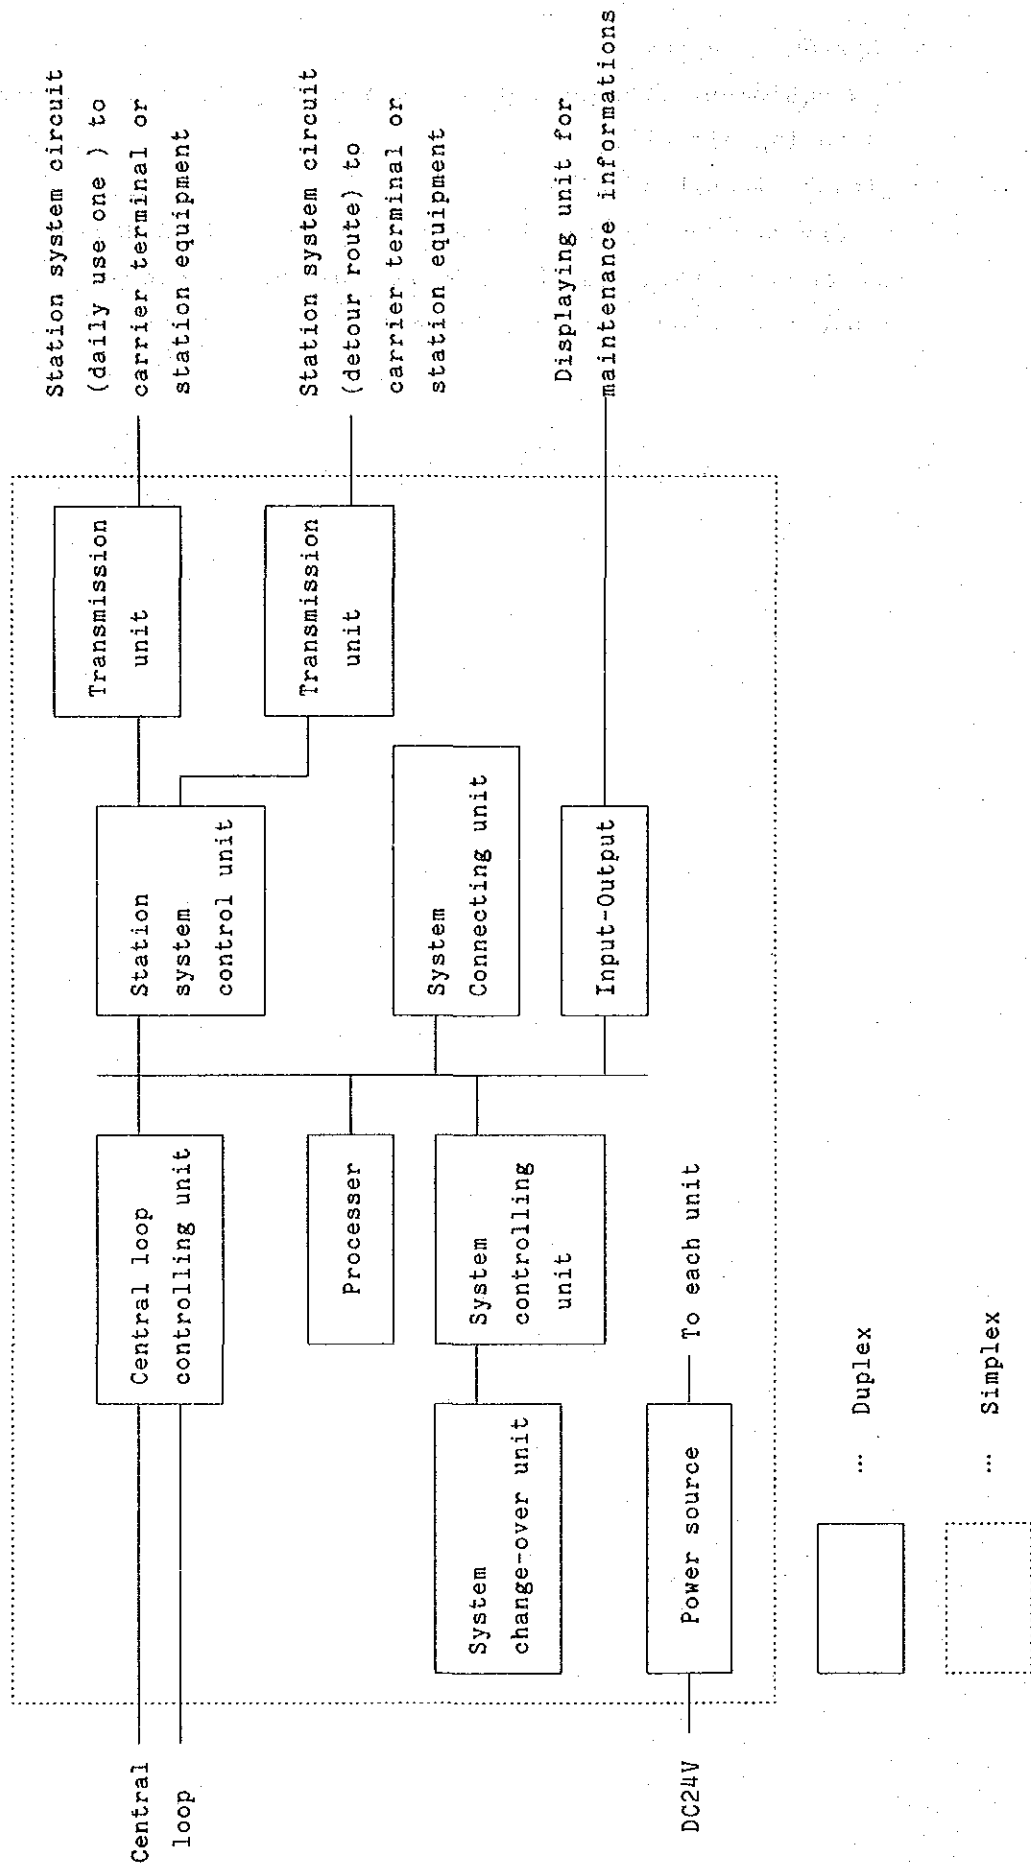 Central
loop
DC24V
Central loop
controlling unit
Processer
System
controlling
unit
System
change-over unit
Power source
To each unit
Station
system
control unit
System
Connecting unit
Input-Output
Transmission
unit
Transmission
unit
Station system circuit
(daily use one ) to
carrier terminal or
station equipment
Station system circuit
(detour route) to
carrier terminal or
station equipment
Displaying unit for
maintenance informations
... Duplex
... Simplex